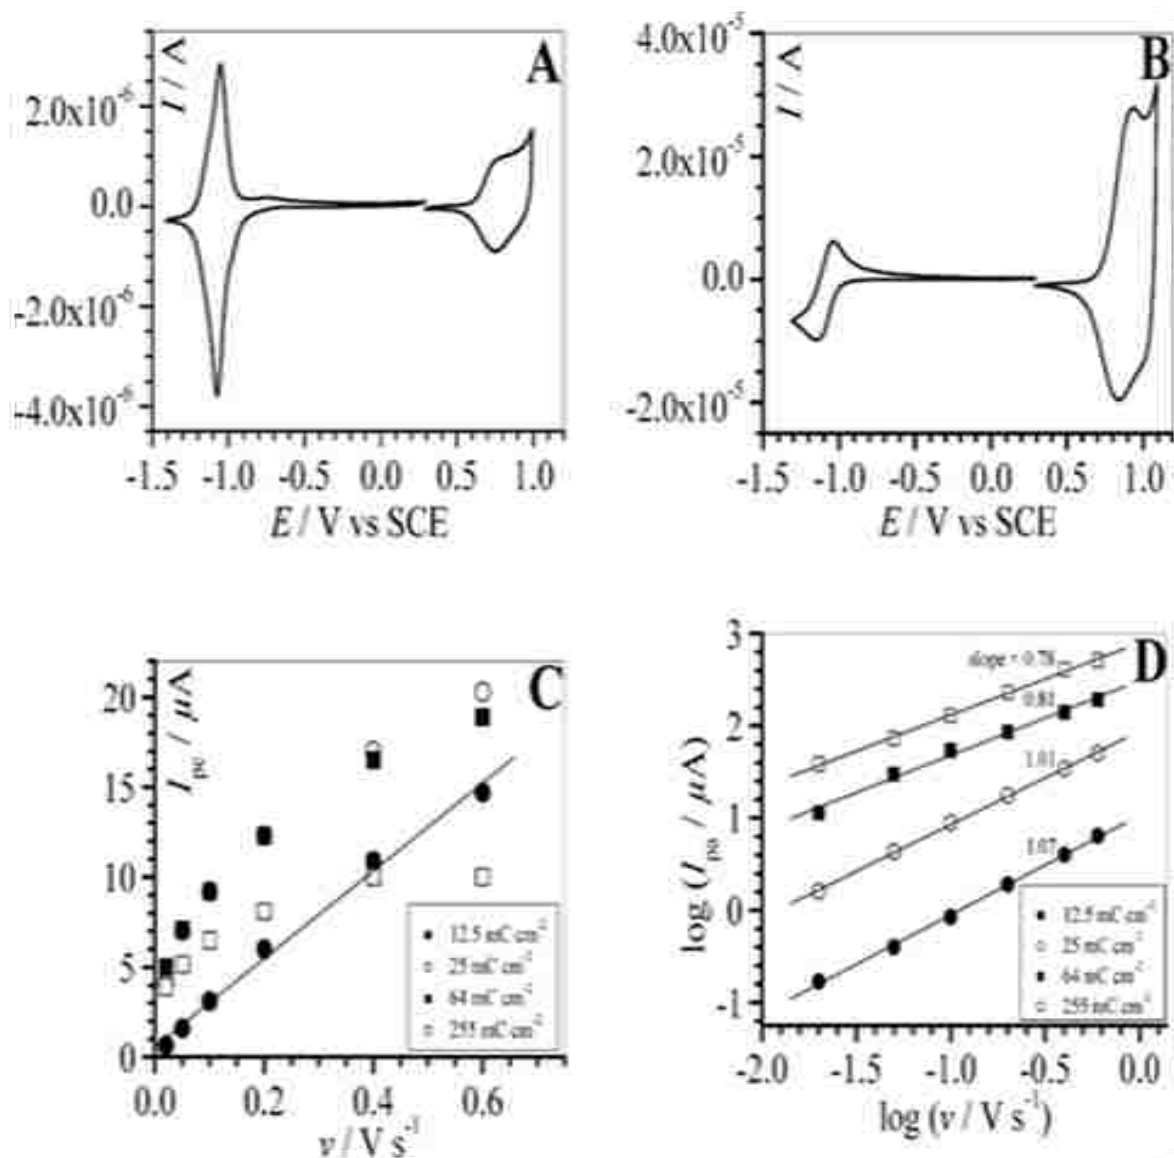 A
I / A
2.0x10⁻⁶
0.0
-2.0x10⁻⁶
-4.0x10⁻⁶
-1.5 -1.0 -0.5 0.0 0.5 1.0
E / V vs SCE
B
I / A
4.0x10⁻⁵
2.0x10⁻⁵
0.0
-2.0x10⁻⁵
-1.5 -1.0 -0.5 0.0 0.5 1.0
E / V vs SCE
C
I pc / µA
20
15
10
5
0
12.5 mC cm⁻²
25 mC cm⁻²
64 mC cm⁻²
255 mC cm⁻²
0.0 0.2 0.4 0.6
v / V s⁻¹
D
log (I / µA)
3
2
1
0
-1
slope = 0.78
0.81
1.01
1.07
12.5 mC cm⁻²
25 mC cm⁻²
64 mC cm⁻²
255 mC cm⁻²
-2.0 -1.5 -1.0 -0.5 0.0
log (v / V s⁻¹)